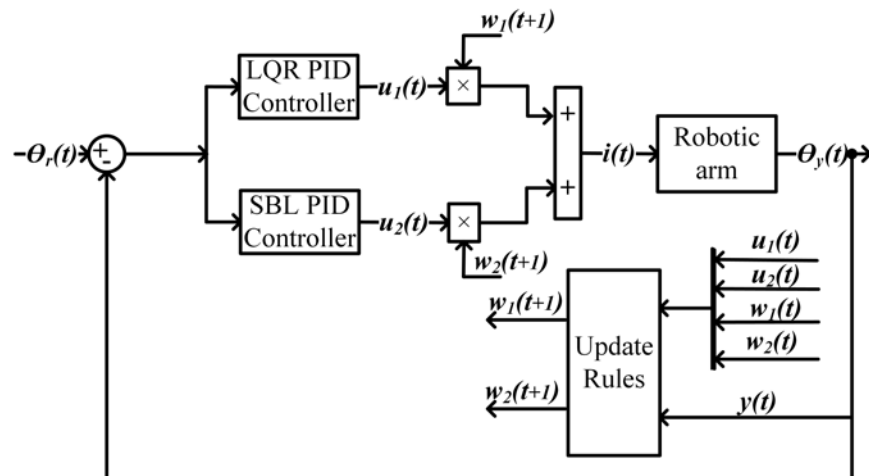 w₁(t+1)
LQR PID
Controller
u₁(t)
×
+
θᵣ(t)
+
-
i(t)
Robotic
arm
θᵧ(t)
+
SBL PID
Controller
u₂(t)
×
w₂(t+1)
u₁(t)
u₂(t)
w₁(t)
w₂(t)
w₁(t+1)
Update
Rules
w₂(t+1)
y(t)